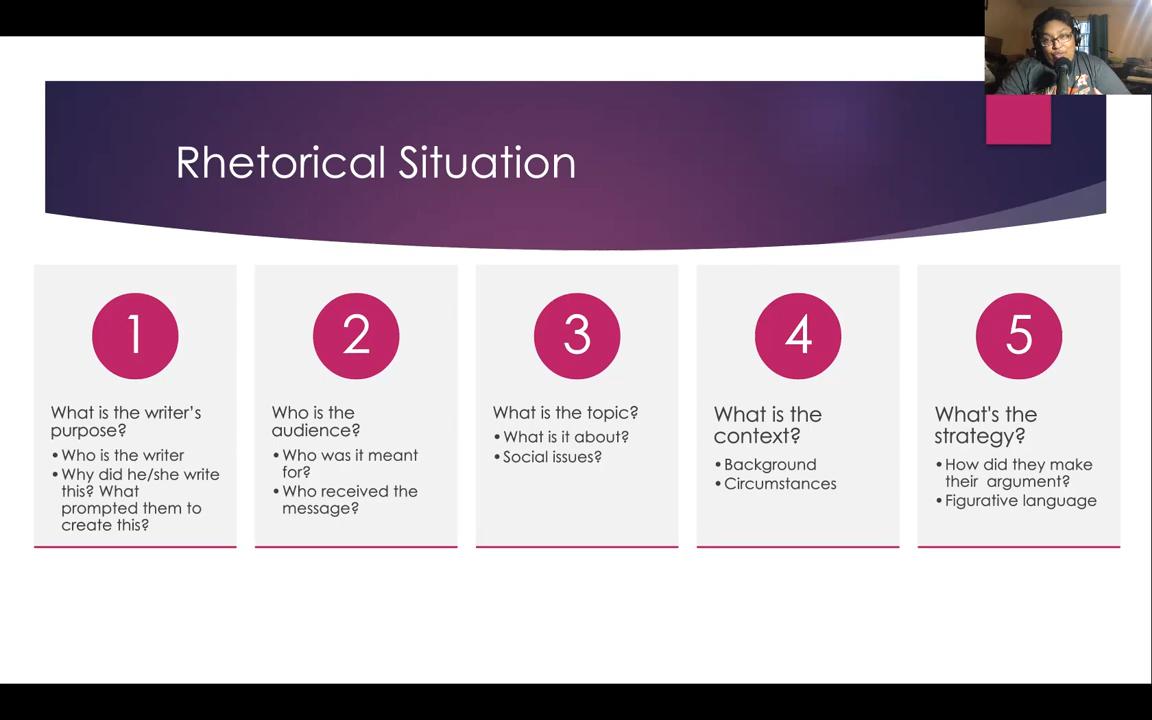 Rhetorical Situation
1
What is the writer's
purpose?
•Who is the writer
•Why did he/she write
this? What
prompted them to
create this?
2
Who is the
audience?
•Who was it meant
for?
•Who received the
message?
3
What is the topic?
•What is it about?
•Social issues?
4
What is the
context?
•Background
•Circumstances
5
What's the
strategy?
•How did they make
their argument?
•Figurative language